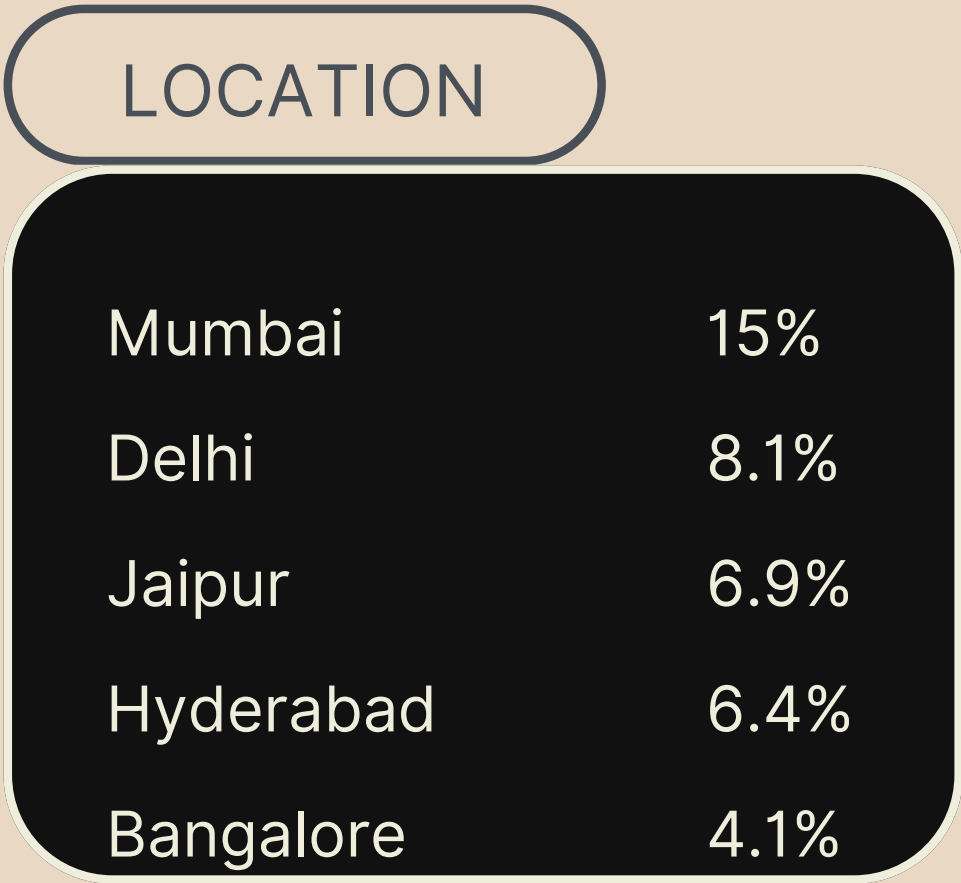 LOCATION
Mumbai 15%
Delhi 8.1%
Jaipur 6.9%
Hyderabad 6.4%
Bangalore 4.1%